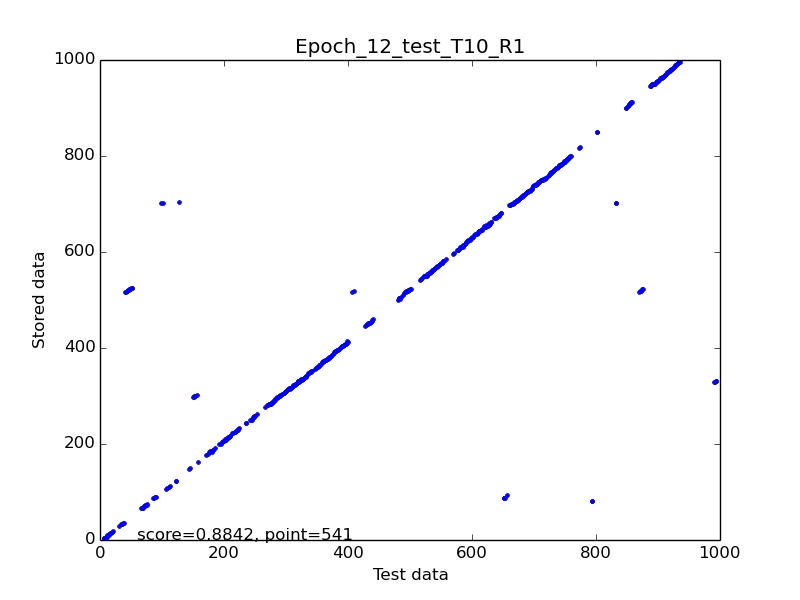 Epoch_12_test_T10_R1
1000
800
600
400
200
0
Stored data
score=0.8842, point=541
0 200 400 600 800 1000
Test data